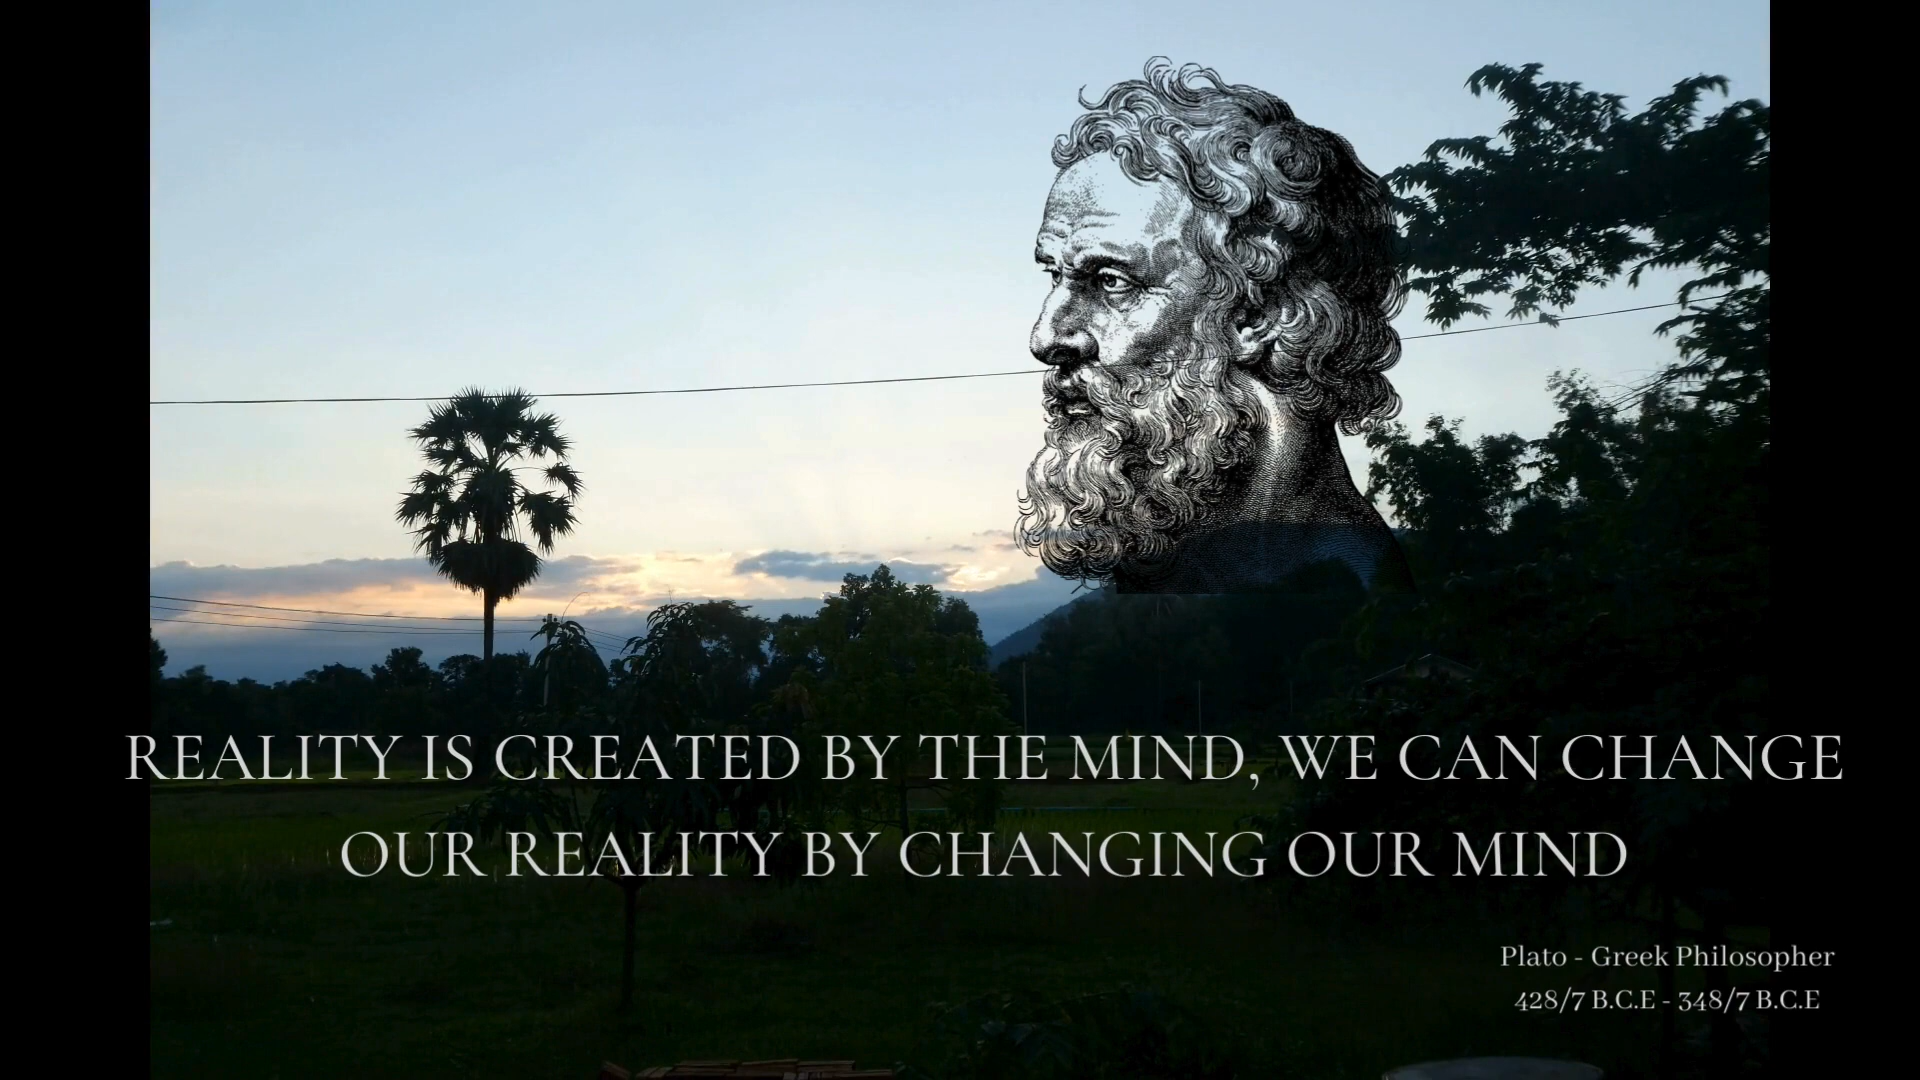 REALITY IS CREATED BY THE MIND, WE CAN CHANGE
OUR REALITY BY CHANGING OUR MIND
Plato - Greek Philosopher
428/7 B.C.E - 348/7 B.C.E